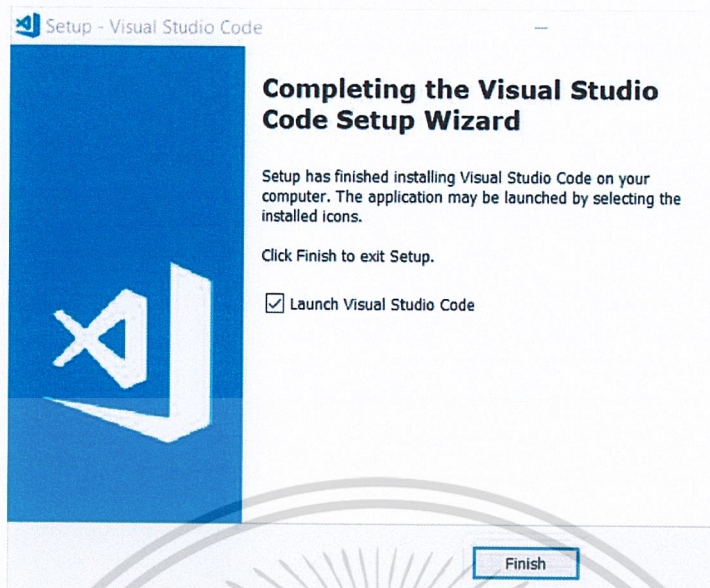 Setup - Visual Studio Code
Completing the Visual Studio
Code Setup Wizard
Setup has finished installing Visual Studio Code on your
computer. The application may be launched by selecting the
installed icons.
Click Finish to exit Setup.
Launch Visual Studio Code
Finish